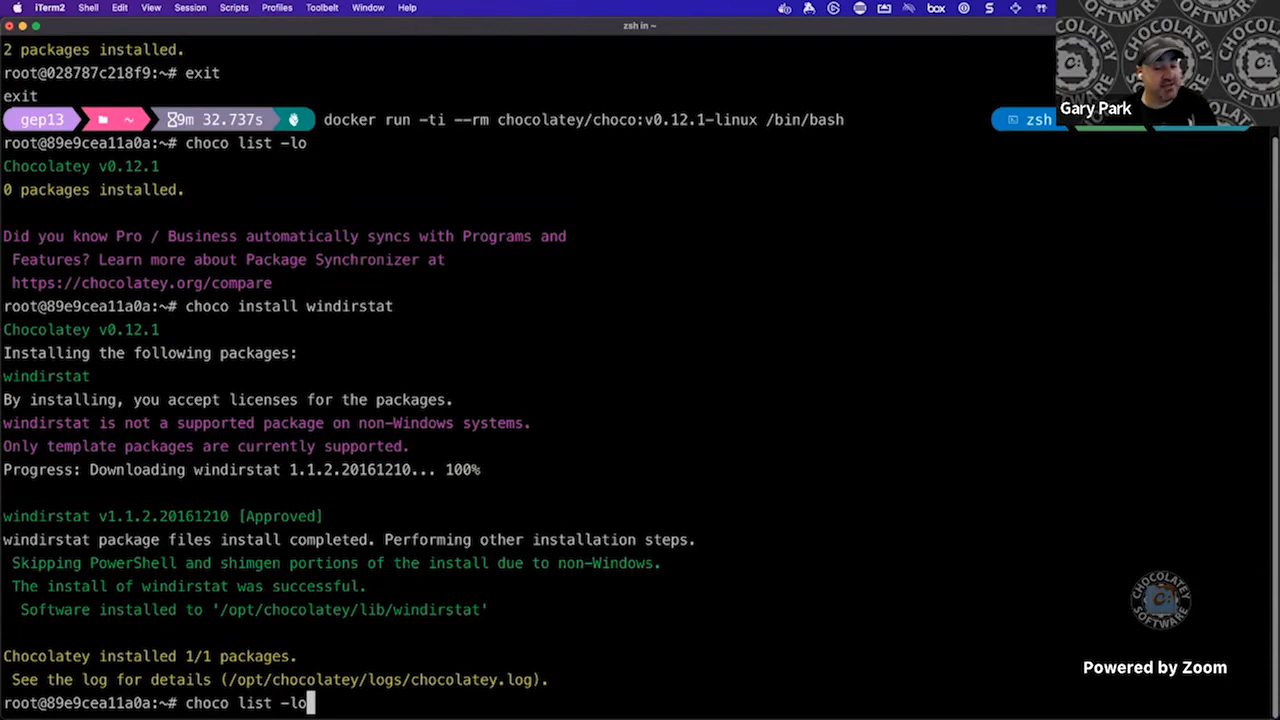 iTerm2 Shell Edit View Session Scripts Profiles Toolbelt Window Help
box
zsh in ~
2 packages installed.
root@028787c218f9:~# exit
exit
gep13 ~ 9m 32.737s docker run -ti --rm chocolatey/choco:v0.12.1-linux /bin/bash zsh
root@89e9cea11a0a:~# choco list -lo
Chocolatey v0.12.1
0 packages installed.
Did you know Pro / Business automatically syncs with Programs and
Features? Learn more about Package Synchronizer at
https://chocolatey.org/compare
root@89e9cea11a0a:~# choco install windirstat
Chocolatey v0.12.1
Installing the following packages:
windirstat
By installing, you accept licenses for the packages.
windirstat is not a supported package on non-Windows systems.
Only template packages are currently supported.
Progress: Downloading windirstat 1.1.2.20161210... 100%
windirstat v1.1.2.20161210 [Approved]
windirstat package files install completed. Performing other installation steps.
Skipping PowerShell and shimgen portions of the install due to non-Windows.
The install of windirstat was successful.
Software installed to '/opt/chocolatey/lib/windirstat'
Chocolatey installed 1/1 packages.
See the log for details (/opt/chocolatey/logs/chocolatey.log).
root@89e9cea11a0a:~# choco list -lo
Gary Park
CHOCOLATEY
SOFTWARE
Powered by Zoom